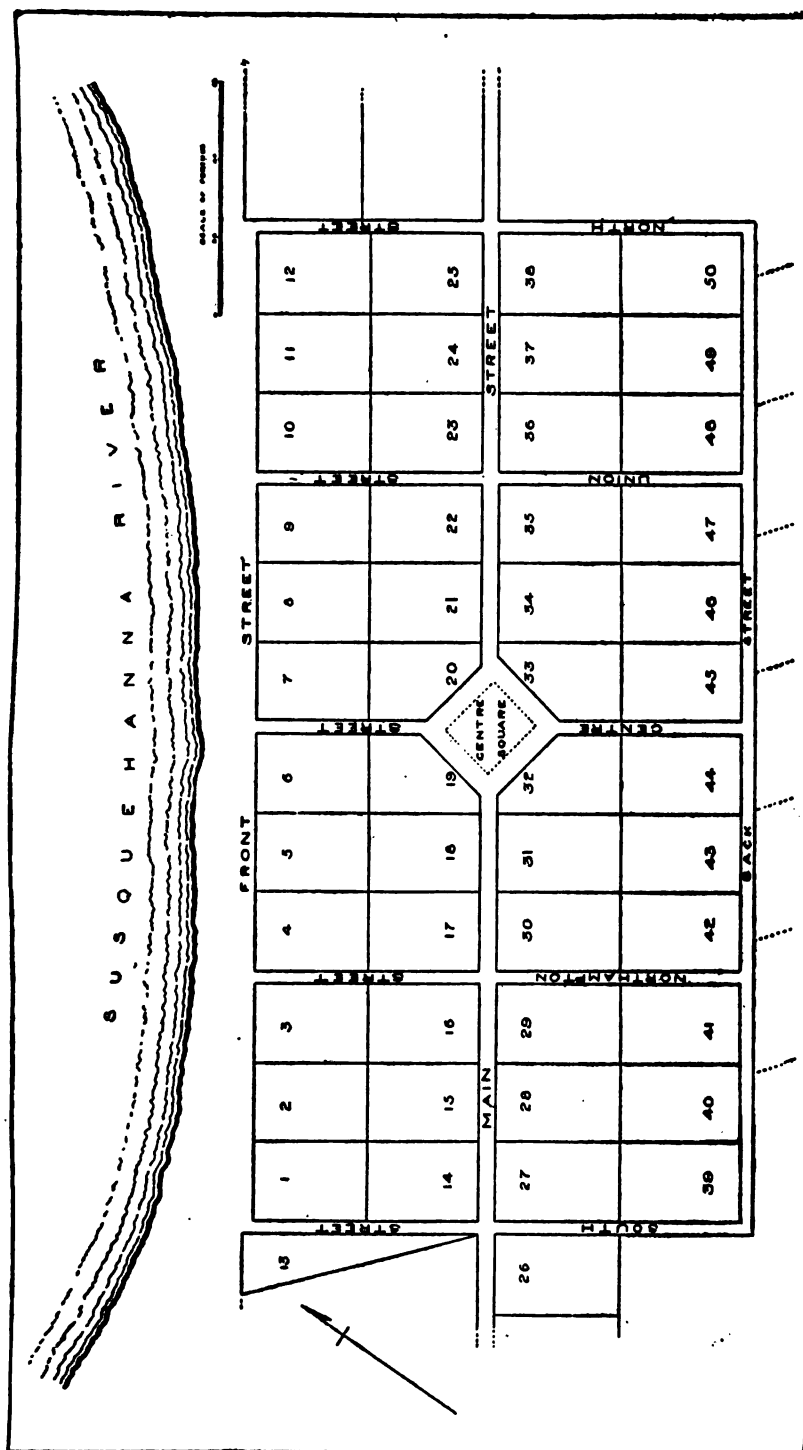 SUSQUEHANNA RIVER
SCALE OF
STREET NORTH
12 25 38 50
11 24 37 49
10 23 36 48
STREET
STREET UNION
9 22 35 47
8 21 34 46
7 20 33 45
STREET
STREET
STREET CENTRE
CENTRE
SQUARE
6 19 32 44
5 18 31 43
4 17 30 42
FRONT
BACK
STREET NORTHAMPTON
3 16 29 41
2 15 28 40
1 14 27 39
MAIN
STREET SOUTH
13 26